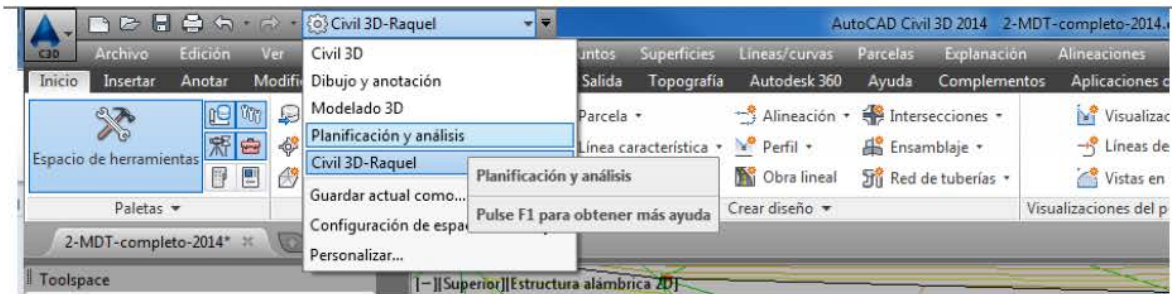 Civil 3D-Raquel AutoCAD Civil 3D 2014 2-MDT-completo-2014.
C3D Archivo Edición Ver Superficies Líneas/curvas Parcelas Explanación Alineaciones
Inicio Insertar Anotar Salida Topografía Autodesk 360 Ayuda Complementos Aplicaciones
Civil 3D
Dibujo y anotación
Modelado 3D
Planificación y análisis
Civil 3D-Raquel
Guardar actual como...
Configuración de
Personalizar...
Planificación y análisis
Pulse F1 para obtener más ayuda
Espacio de herramientas
Paletas
Parcela Alineación Intersecciones
Línea característica Perfil Ensamblaje Líneas de
Obra lineal Red de tuberías Vistas en
Crear diseño Visualizaciones del
2-MDT-completo-2014*
Toolspace
[–][Superior][Estructura alámbrica 2D]